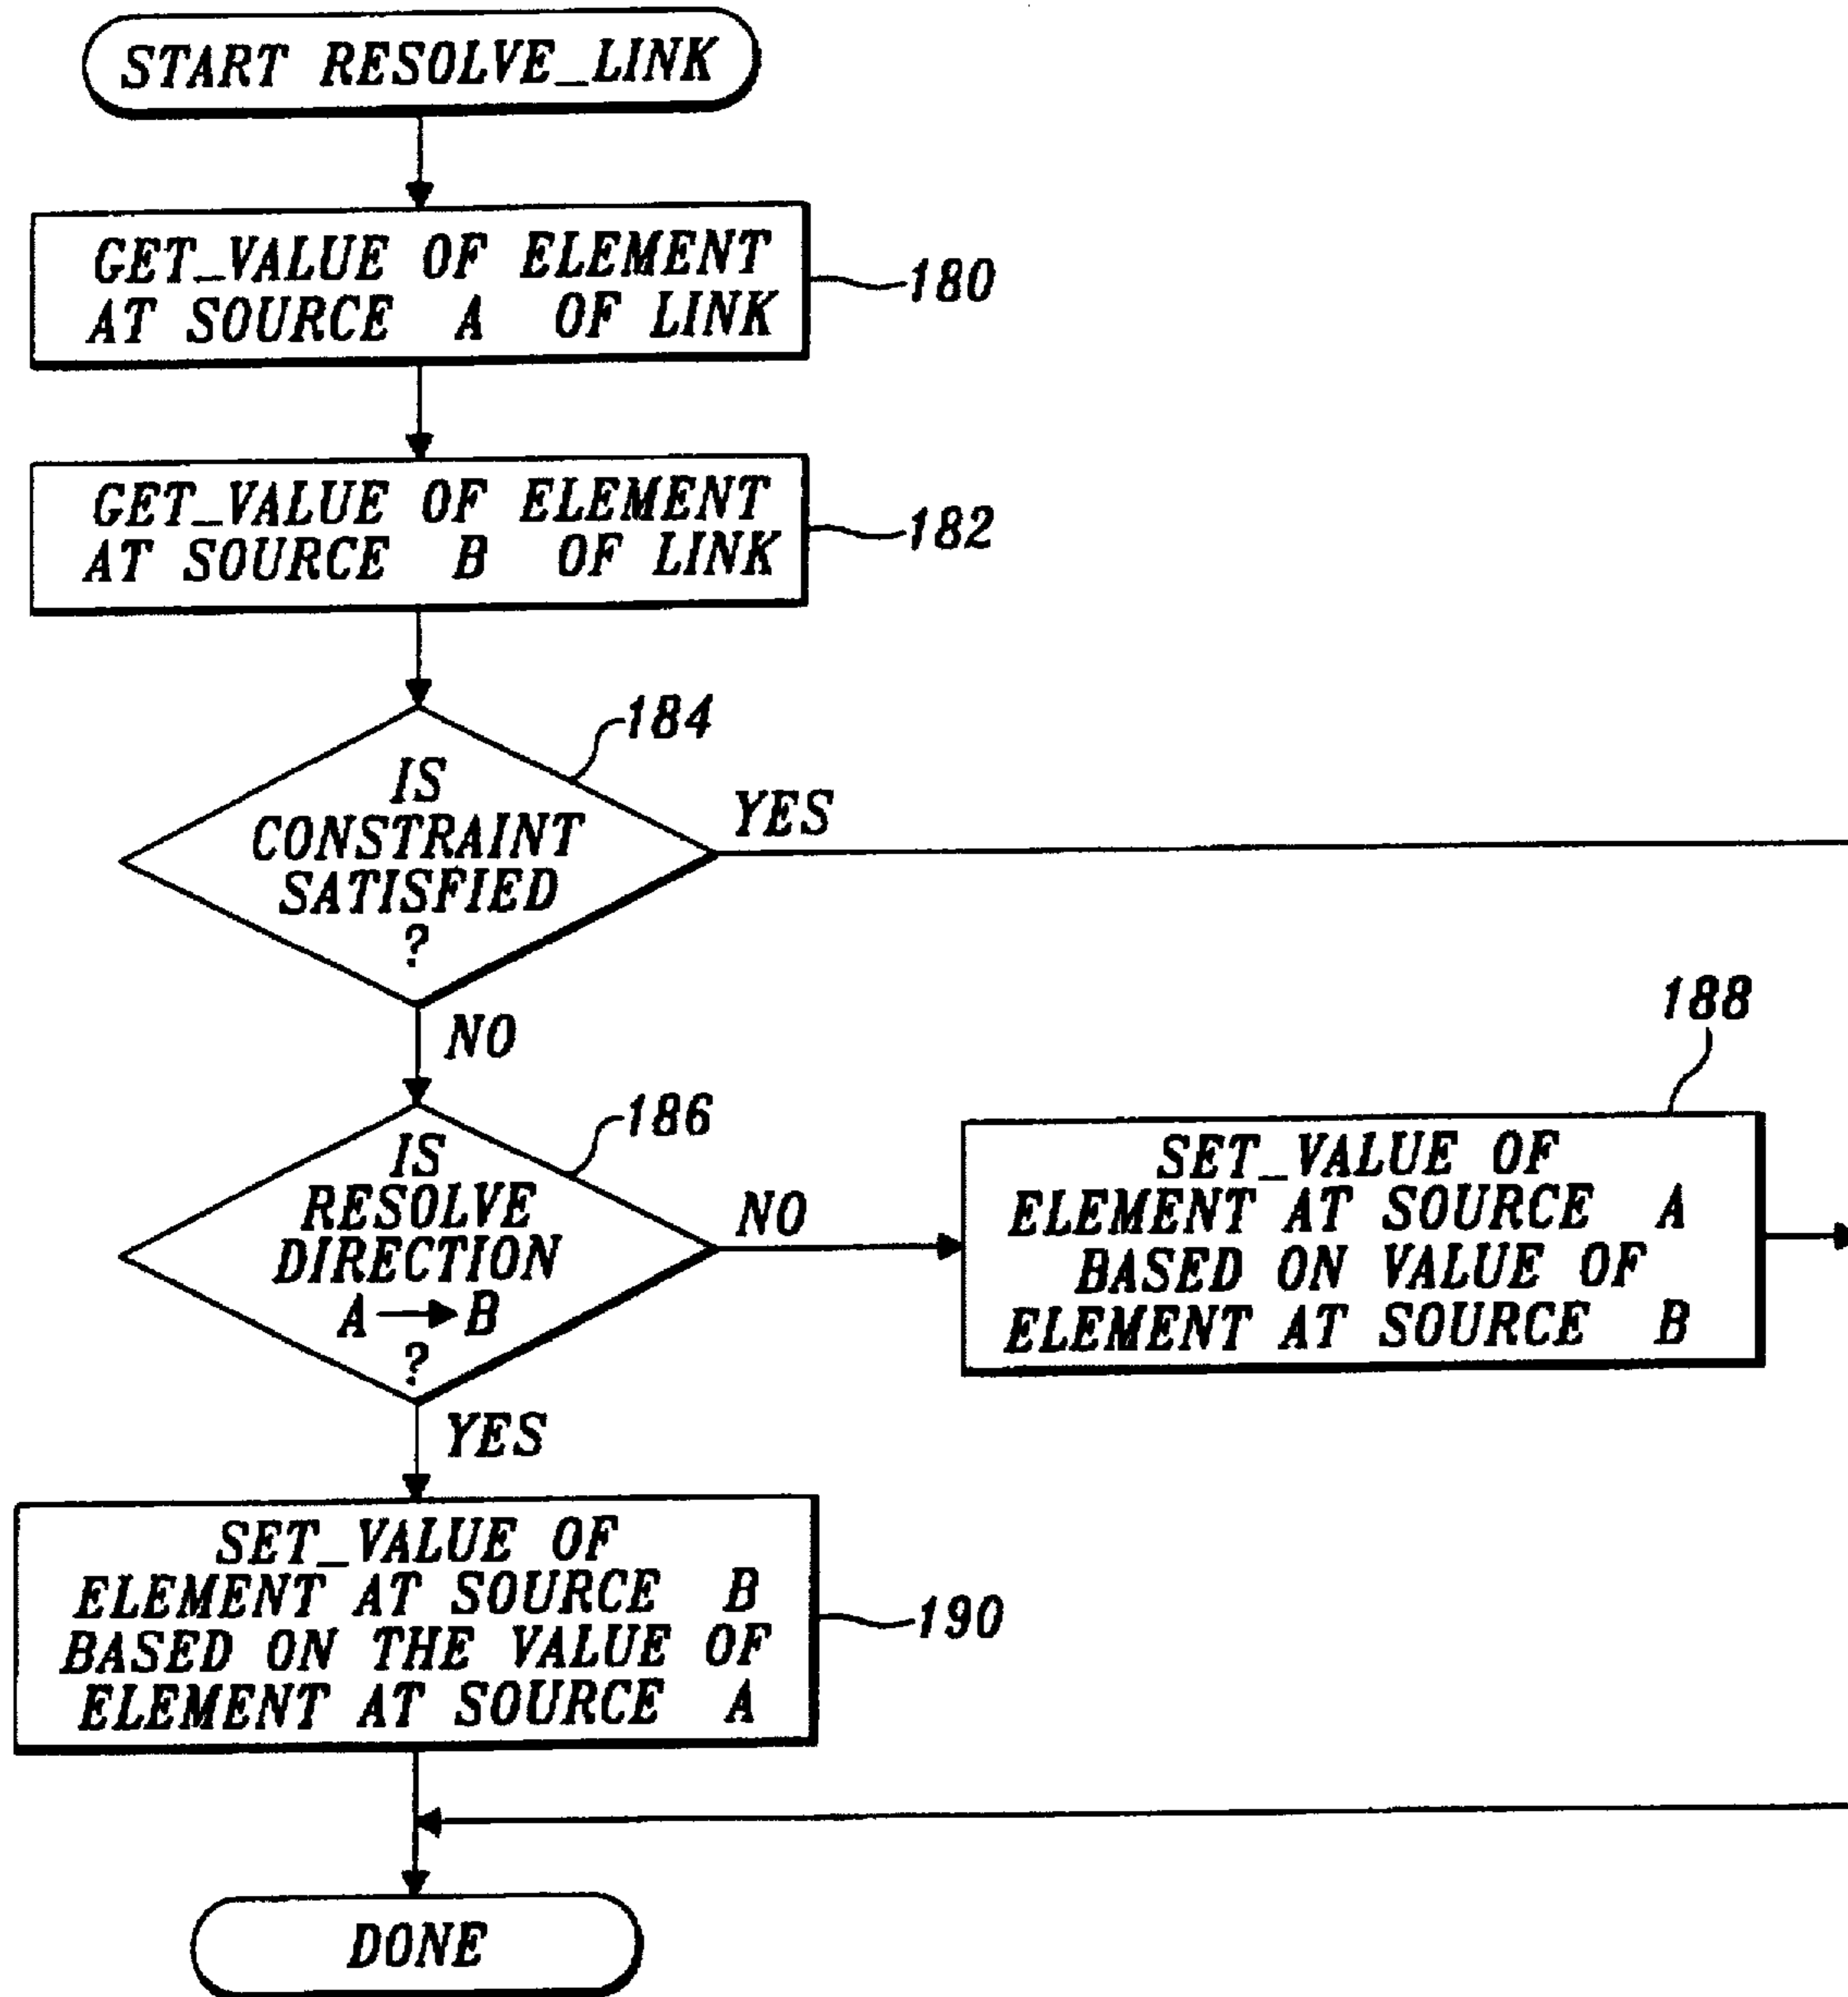 START RESOLVE_LINK
GET_VALUE OF ELEMENT
AT SOURCE A OF LINK
180
GET_VALUE OF ELEMENT
AT SOURCE B OF LINK
182
184
IS
CONSTRAINT
SATISFIED
?
YES
NO
186
IS
RESOLVE
DIRECTION
A → B
?
NO
188
SET_VALUE OF
ELEMENT AT SOURCE A
BASED ON VALUE OF
ELEMENT AT SOURCE B
YES
SET_VALUE OF
ELEMENT AT SOURCE B
BASED ON THE VALUE OF
ELEMENT AT SOURCE A
190
DONE